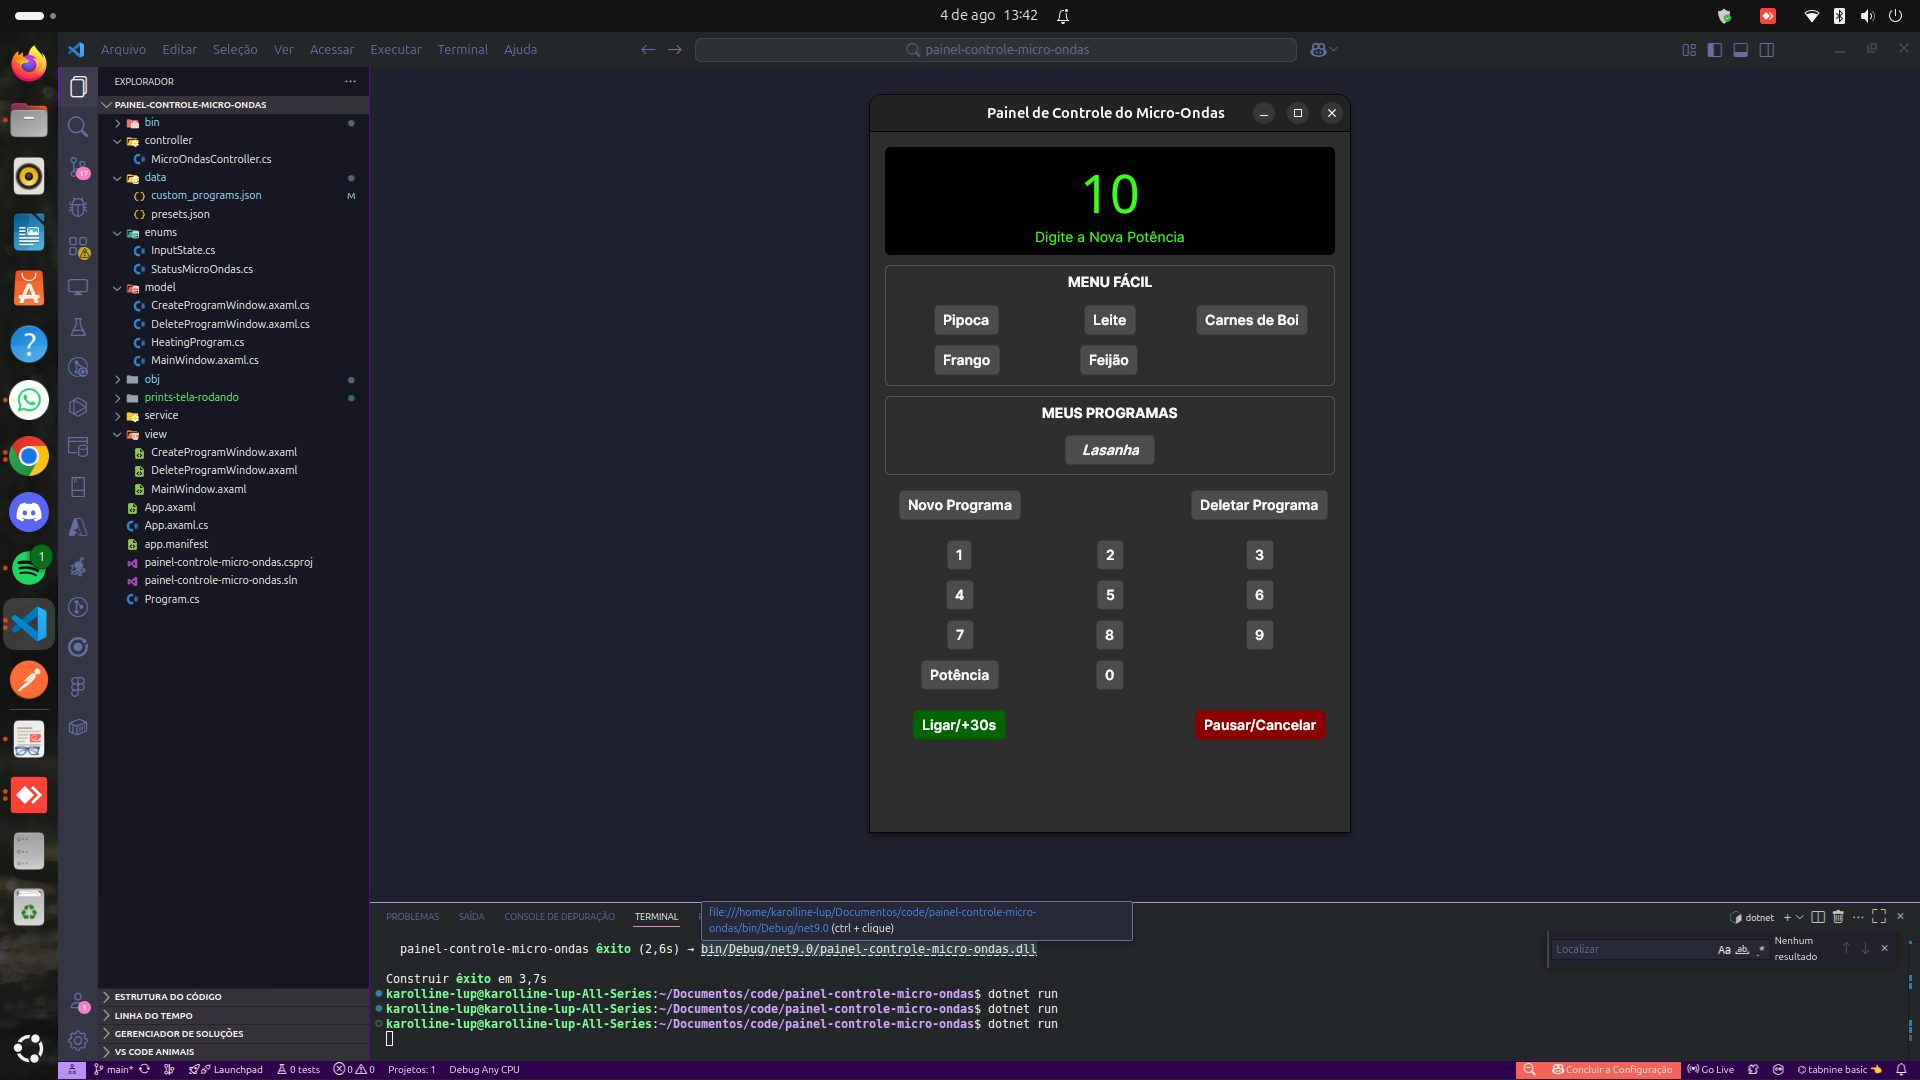 4 de ago 13:42
Arquivo Editar Seleção Ver Acessar Executar Terminal Ajuda
painel-controle-micro-ondas
EXPLORADOR
PAINEL-CONTROLE-MICRO-ONDAS
bin
controller
MicroOndasController.cs
data
custom_programs.json M
presets.json
enums
InputState.cs
StatusMicroOndas.cs
model
CreateProgramWindow.axaml.cs
DeleteProgramWindow.axaml.cs
HeatingProgram.cs
MainWindow.axaml.cs
obj
prints-tela-rodando
service
view
CreateProgramWindow.axaml
DeleteProgramWindow.axaml
MainWindow.axaml
App.axaml
App.axaml.cs
app.manifest
painel-controle-micro-ondas.csproj
painel-controle-micro-ondas.sln
Program.cs
ESTRUTURA DO CÓDIGO
LINHA DO TEMPO
GERENCIADOR DE SOLUÇÕES
VS CODE ANIMAIS
17
1
1
Painel de Controle do Micro-Ondas
10
Digite a Nova Potência
MENU FÁCIL
Pipoca Leite Carnes de Boi
Frango Feijão
MEUS PROGRAMAS
Lasanha
Novo Programa Deletar Programa
1 2 3
4 5 6
7 8 9
Potência 0
Ligar/+30s Pausar/Cancelar
PROBLEMAS SAÍDA CONSOLE DE DEPURAÇÃO TERMINAL
dotnet
file:///home/karolline-lup/Documentos/code/painel-controle-micro-
ondas/bin/Debug/net9.0 (ctrl + clique)
painel-controle-micro-ondas êxito (2,6s) → bin/Debug/net9.0/painel-controle-micro-ondas.dll
Localizar Aa ab .* Nenhum
resultado
Construir êxito em 3,7s
karolline-lup@karolline-lup-All-Series:~/Documentos/code/painel-controle-micro-ondas$ dotnet run
karolline-lup@karolline-lup-All-Series:~/Documentos/code/painel-controle-micro-ondas$ dotnet run
karolline-lup@karolline-lup-All-Series:~/Documentos/code/painel-controle-micro-ondas$ dotnet run
main* Launchpad 0 tests 0 0 Projetos: 1 Debug Any CPU
Concluir a Configuração Go Live tabnine basic